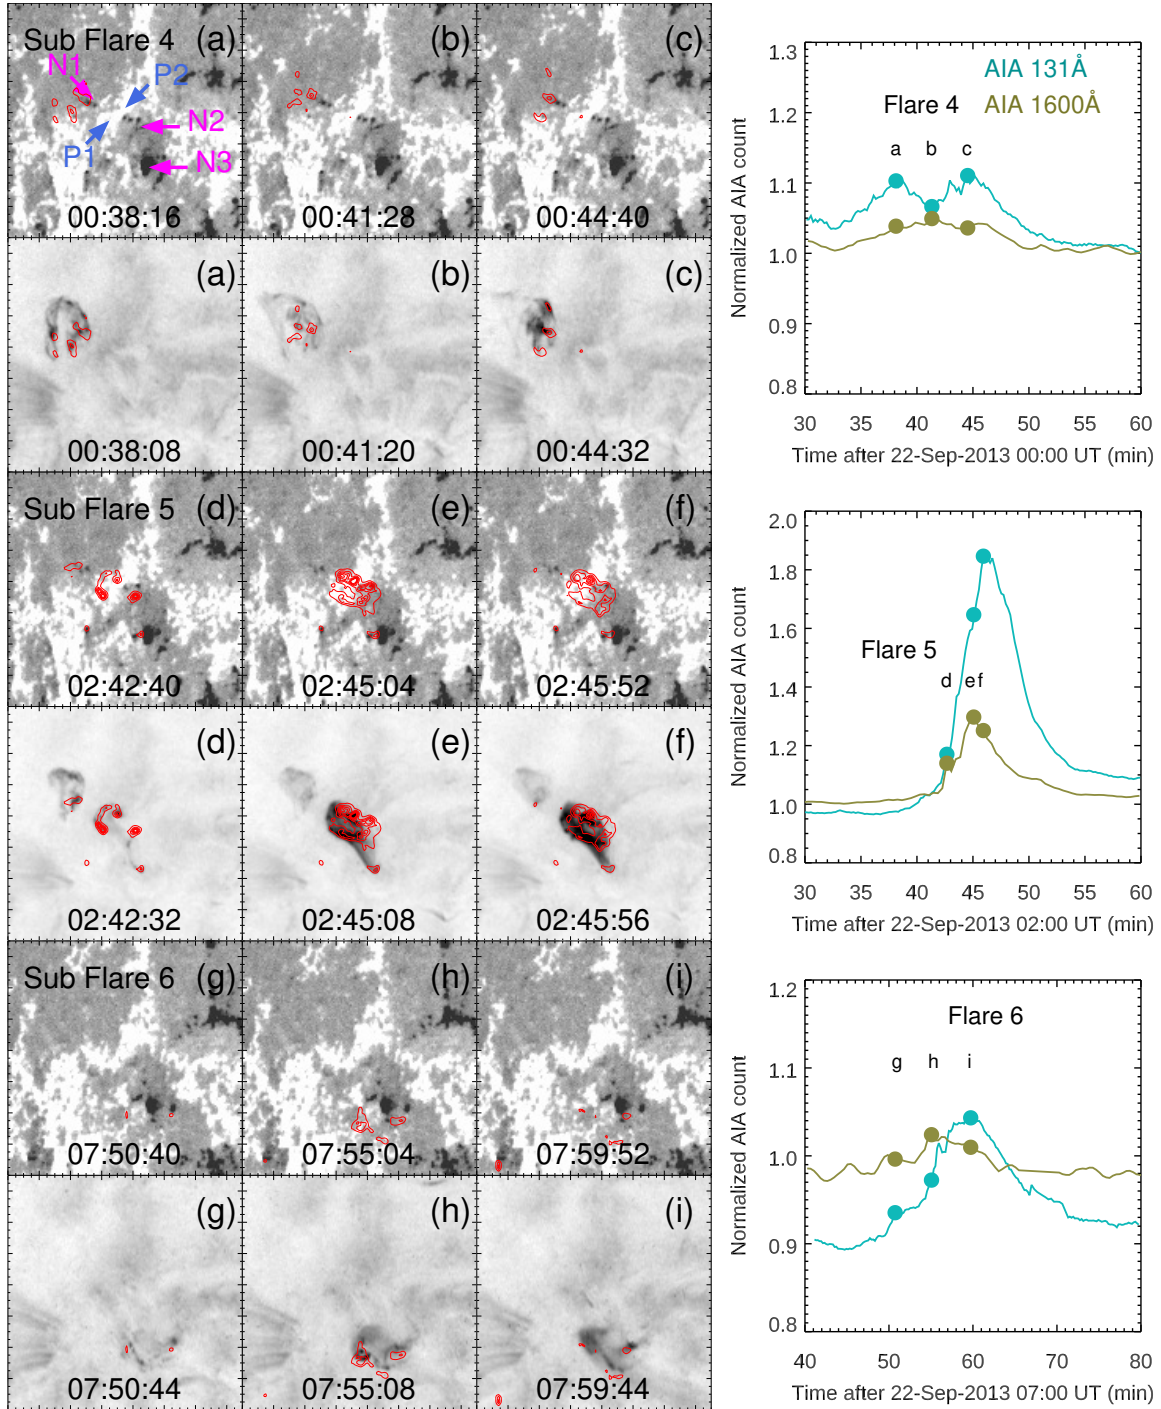 Sub Flare 4 (a) (b) (c)
N1
P2
N2
P1
N3
00:38:16 00:41:28 00:44:40
(a) (b) (c)
00:38:08 00:41:20 00:44:32
Sub Flare 5 (d) (e) (f)
02:42:40 02:45:04 02:45:52
(d) (e) (f)
02:42:32 02:45:08 02:45:56
Sub Flare 6 (g) (h) (i)
07:50:40 07:55:04 07:59:52
(g) (h) (i)
07:50:44 07:55:08 07:59:44
AIA 131Å
AIA 1600Å
Flare 4
a b c
Normalized AIA count
1.3
1.2
1.1
1.0
0.9
0.8
30 35 40 45 50 55 60
Time after 22-Sep-2013 00:00 UT (min)
Flare 5
d e f
Normalized AIA count
2.0
1.8
1.6
1.4
1.2
1.0
0.8
30 35 40 45 50 55 60
Time after 22-Sep-2013 02:00 UT (min)
Flare 6
g h i
Normalized AIA count
1.2
1.1
1.0
0.9
0.8
40 50 60 70 80
Time after 22-Sep-2013 07:00 UT (min)